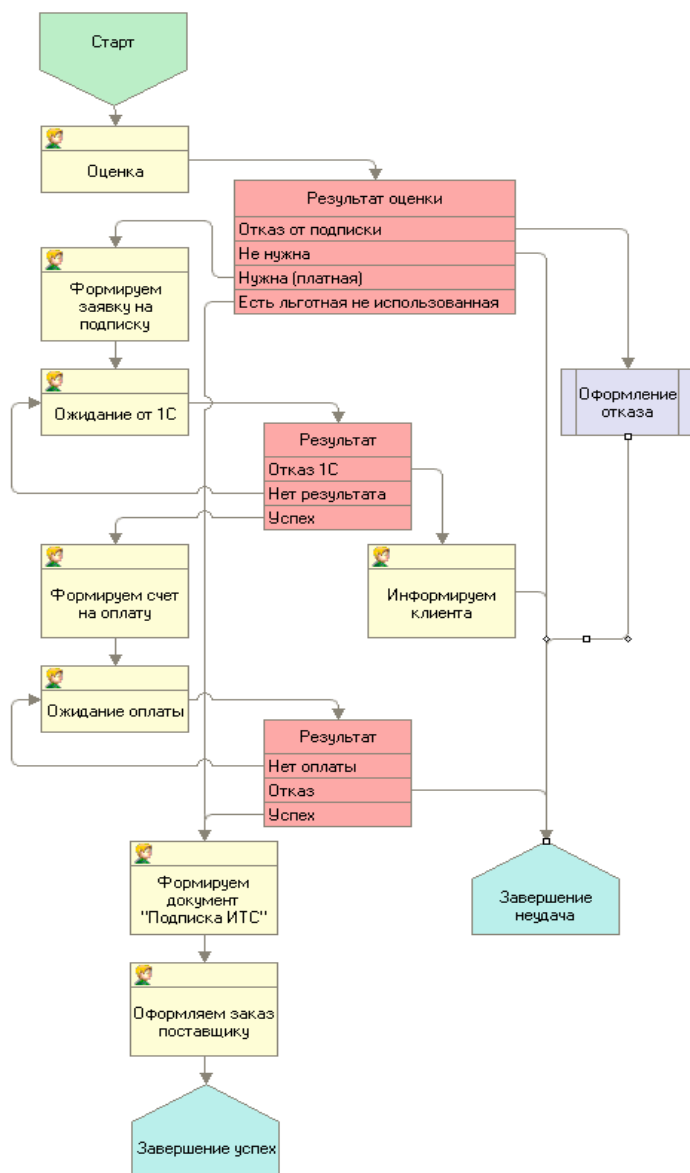 Старт
Оценка
Результат оценки
Отказ от подписки
Не нужна
Нужна (платная)
Есть льготная не использованная
Формируем
заявку на
подписку
Оформление
отказа
Ожидание от 1С
Результат
Отказ 1С
Нет результата
Успех
Формируем счет
на оплату
Информируем
клиента
Ожидание оплаты
Результат
Нет оплаты
Отказ
Успех
Формируем
документ
"Подписка ИТС"
Завершение
неудача
Оформляем заказ
поставщику
Завершение успех